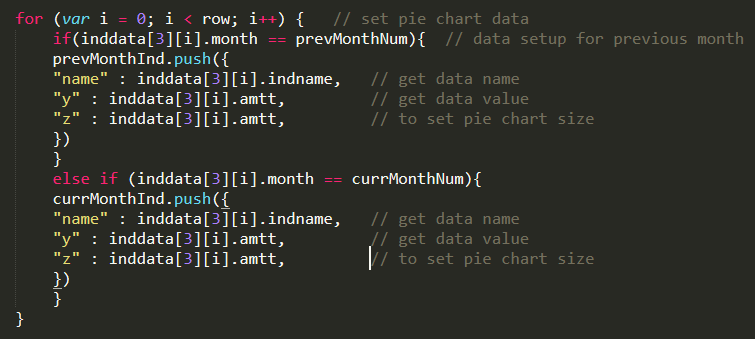 for (var i = 0; i < row; i++) {   // set pie chart data
    if(inddata[3][i].month == prevMonthNum){  // data setup for previous month
    prevMonthInd.push({
    "name" : inddata[3][i].indname,   // get data name
    "y" : inddata[3][i].amtt,         // get data value
    "z" : inddata[3][i].amtt,         // to set pie chart size
    })
    }
    else if (inddata[3][i].month == currMonthNum){
    currMonthInd.push({
    "name" : inddata[3][i].indname,   // get data name
    "y" : inddata[3][i].amtt,         // get data value
    "z" : inddata[3][i].amtt,         // to set pie chart size
    })
    }
}